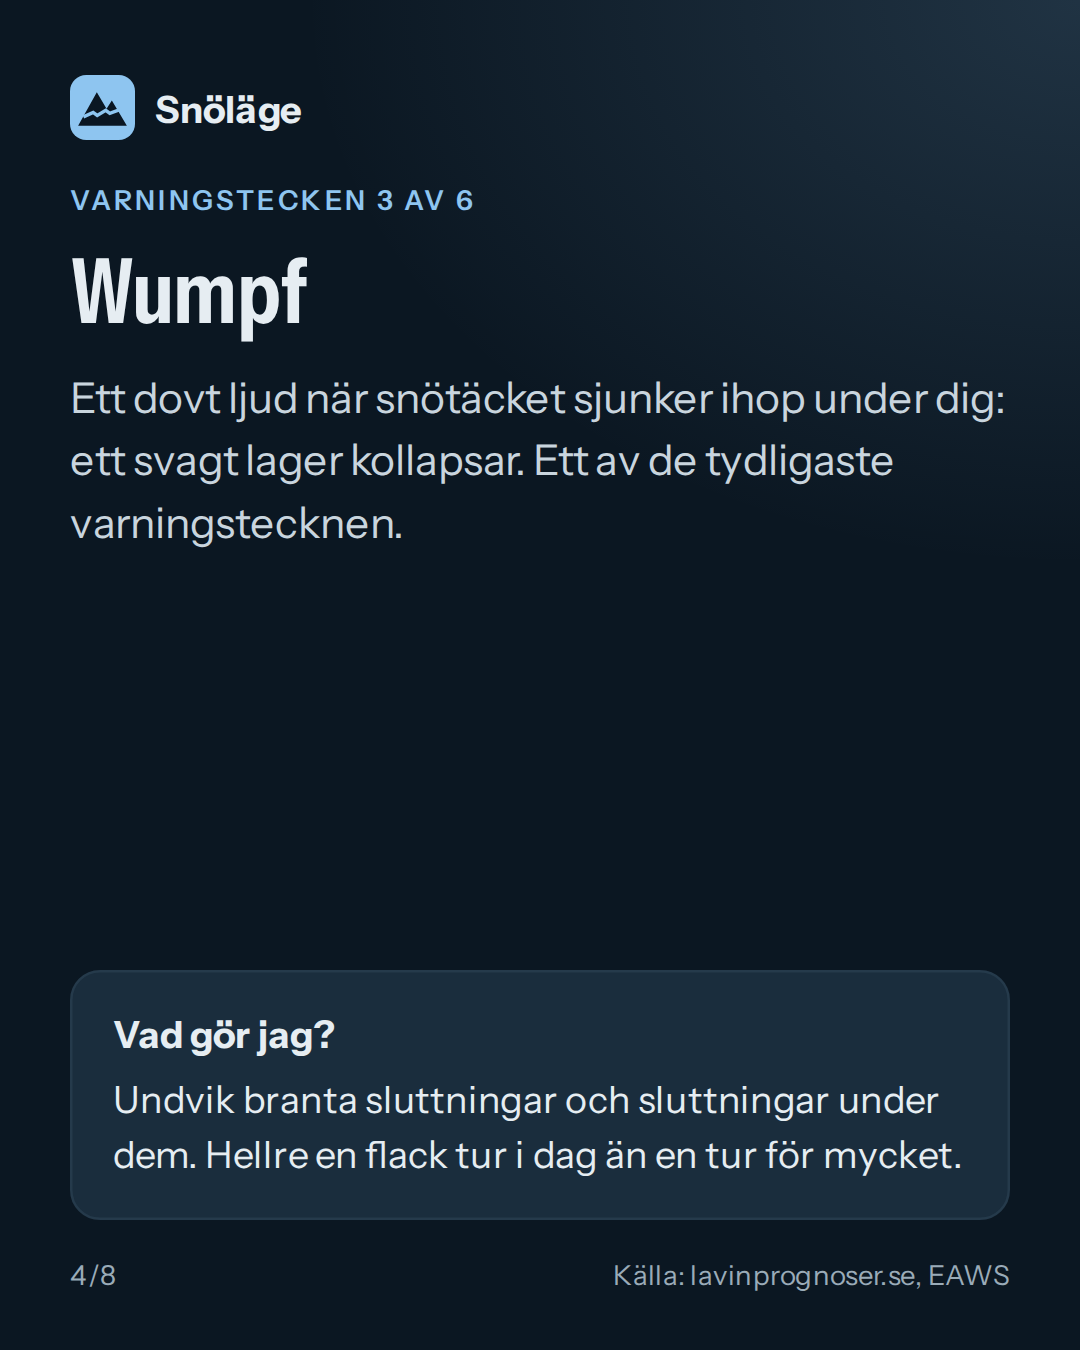 Snöläge
VARNINGSTECKEN 3 AV 6
Wumpf
Ett dovt ljud när snötäcket sjunker ihop under dig:
ett svagt lager kollapsar. Ett av de tydligaste
varningstecknen.
Vad gör jag?
Undvik branta sluttningar och sluttningar under
dem. Hellre en flack tur i dag än en tur för mycket.
4/8
Källa: lavinprognoser.se, EAWS